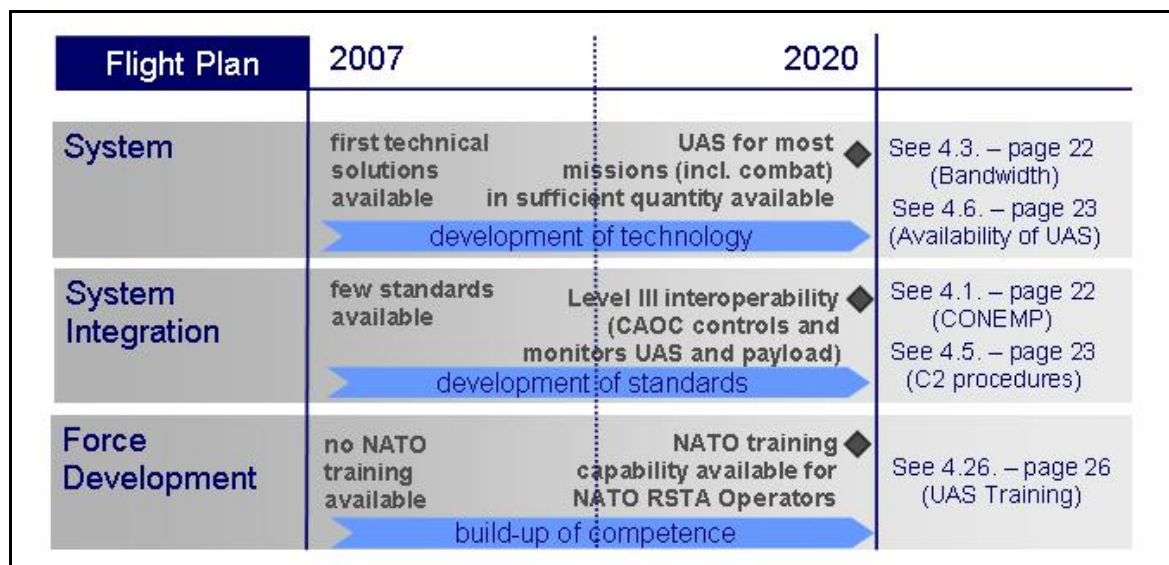 Flight Plan
2007
2020
System
first technical
solutions
available
UAS for most
missions (incl. combat)
in sufficient quantity available
development of technology
See 4.3. – page 22
(Bandwidth)
See 4.6. – page 23
(Availability of UAS)
System
Integration
few standards
available
Level III interoperability
(CAOC controls and
monitors UAS and payload)
development of standards
See 4.1. – page 22
(CONEMP)
See 4.5. – page 23
(C2 procedures)
Force
Development
no NATO
training
available
NATO training
capability available for
NATO RSTA Operators
build-up of competence
See 4.26. – page 26
(UAS Training)